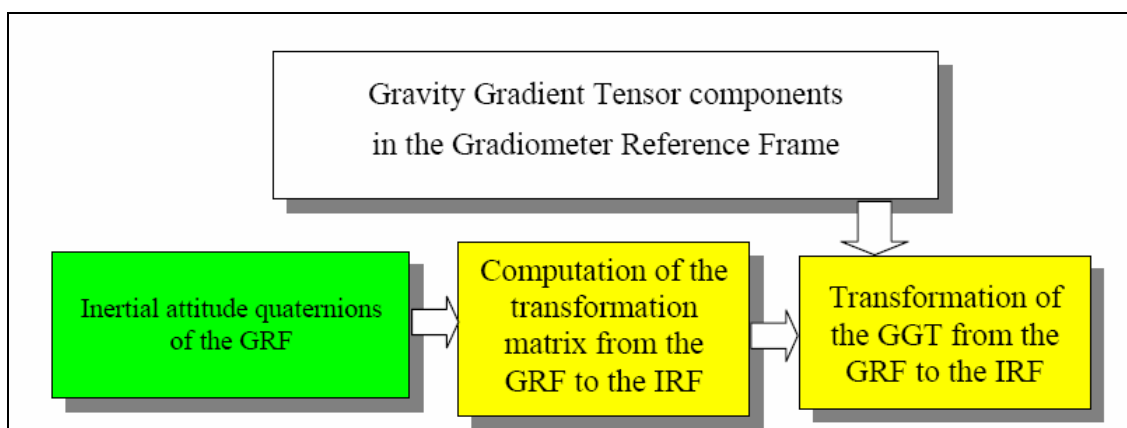 Gravity Gradient Tensor components
in the Gradiometer Reference Frame
Inertial attitude quaternions
of the GRF
Computation of the
transformation
matrix from the
GRF to the IRF
Transformation of
the GGT from the
GRF to the IRF